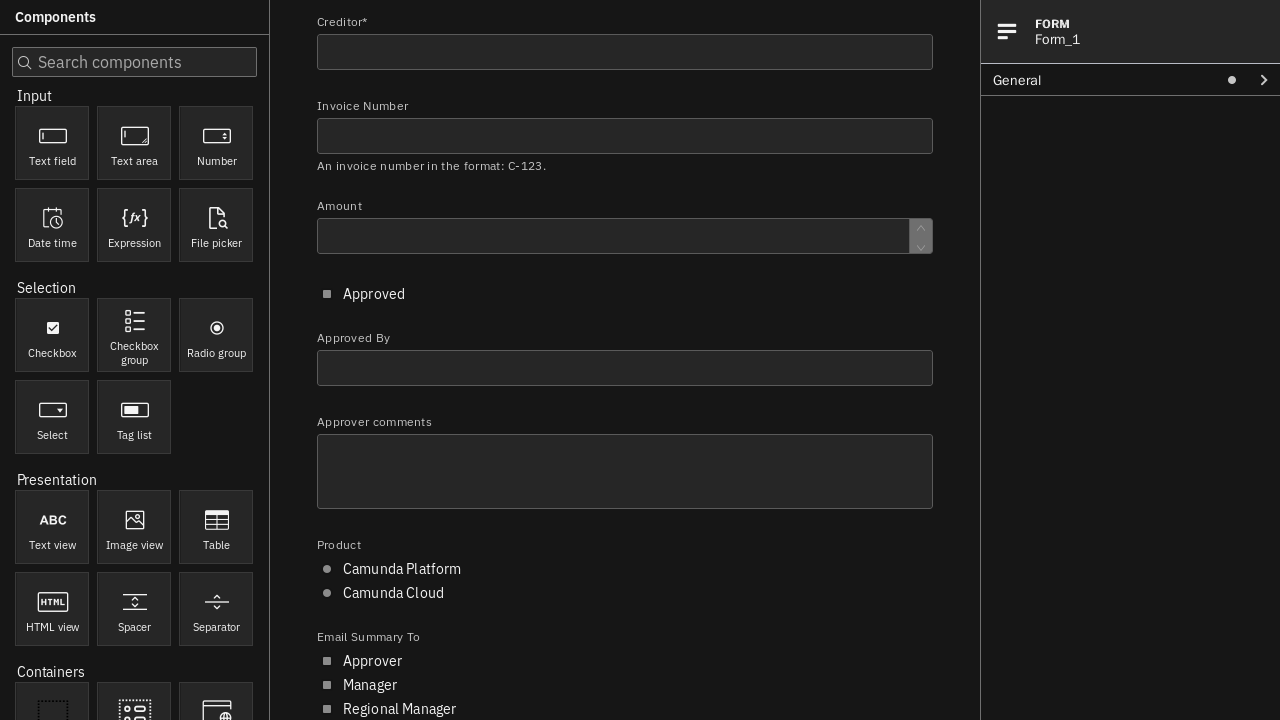 Components
Search components
Input
Text field
Text area
Number
Date time
{fx}
Expression
File picker
Selection
Checkbox
Checkbox
group
Radio group
Select
Tag list
Presentation
ABC
Text view
Image view
Table
HTML
HTML view
Spacer
Separator
Containers
Creditor*
Invoice Number
An invoice number in the format: C-123.
Amount
Approved
Approved By
Approver comments
Product
Camunda Platform
Camunda Cloud
Email Summary To
Approver
Manager
Regional Manager
FORM
Form_1
General